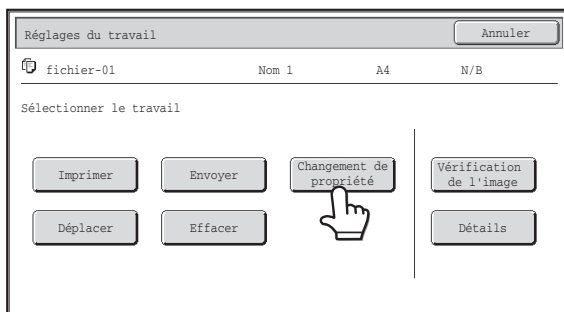 Réglages du travail
Annuler
fichier-01 Nom 1 A4 N/B
Sélectionner le travail
Imprimer
Envoyer
Changement de
propriété
Vérification
de l'image
Déplacer
Effacer
Détails